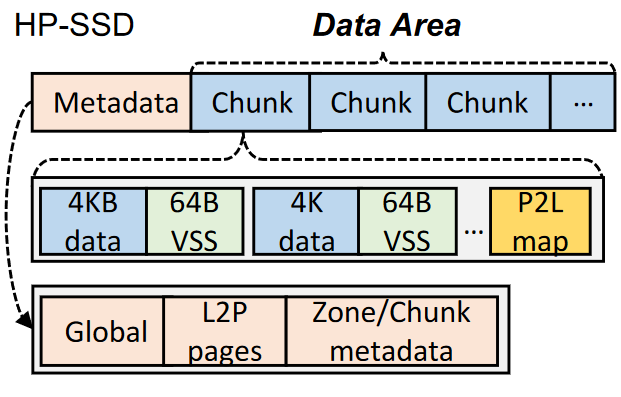 HP-SSD
Data Area
Metadata Chunk Chunk Chunk ...
4KB 64B 4K 64B P2L
data VSS data VSS ... map
Global L2P Zone/Chunk
pages metadata